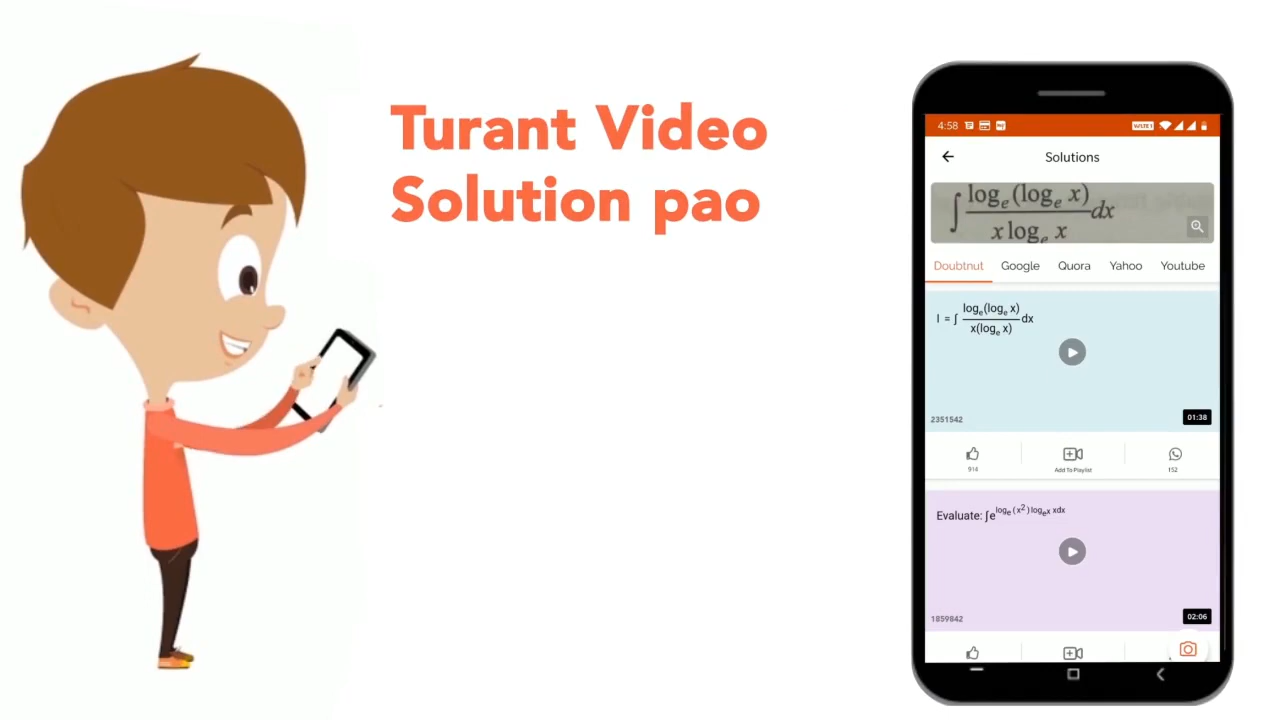 Turant Video
Solution pao
4:58
VoLTE1
Solutions
∫ logₑ(logₑ x) / x logₑ x dx
Doubtnut Google Quora Yahoo Youtube
I = ∫ logₑ(logₑ x) / x(logₑ x) dx
2351542 01:38
914 Add To Playlist 152
Evaluate: ∫e^logₑ(x²)logₑx xdx
1859842 02:06